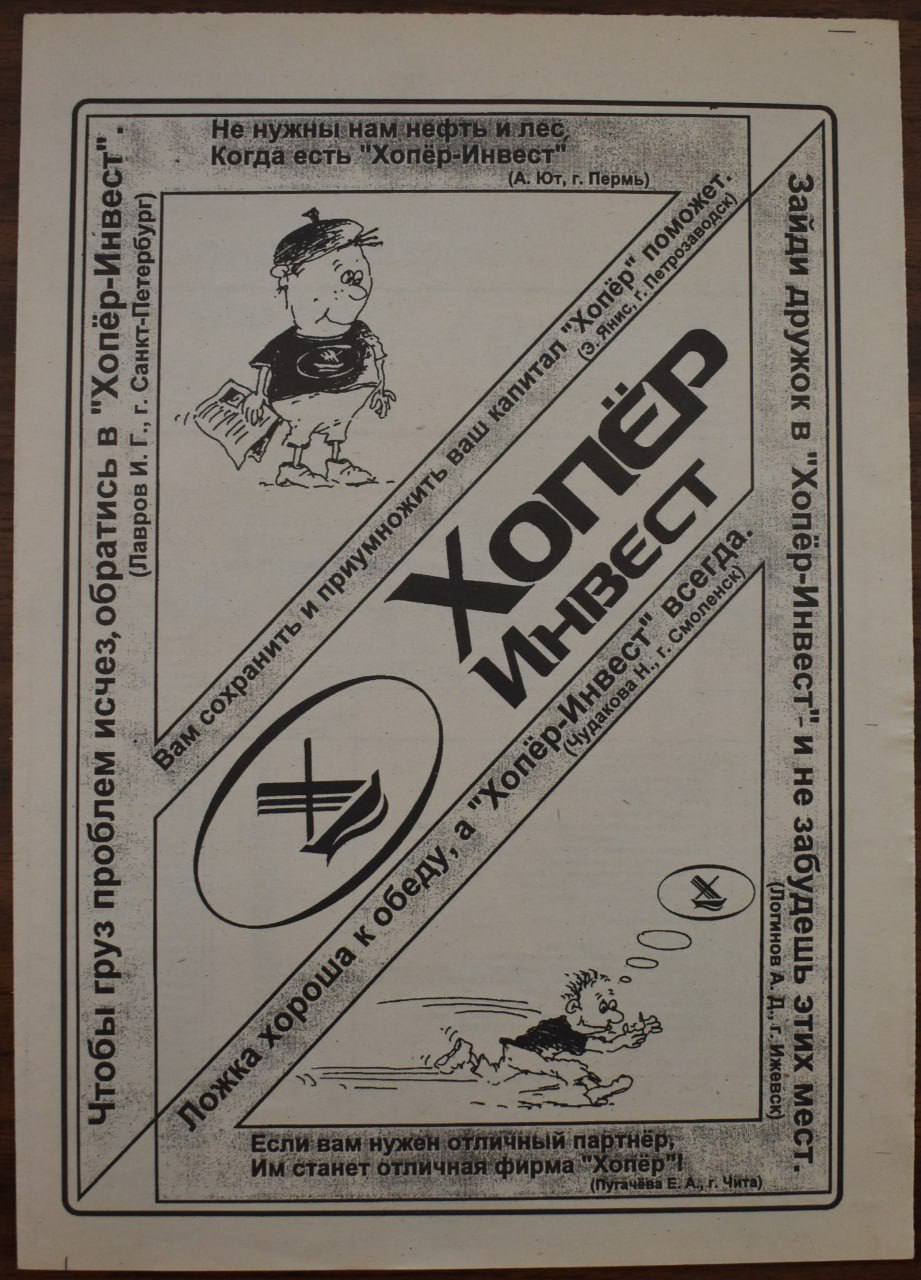 Не нужны нам нефть и лес,
Когда есть "Хопёр-Инвест"
(А. Ют, г. Пермь)
Чтобы груз проблем исчез, обратись в "Хопёр-Инвест".
(Лавров И. Г., г. Санкт-Петербург)
Вам сохранить и приумножить ваш капитал "Хопёр" поможет.
(Э. Янис, г. Петрозаводск)
ХОПЁР
ИНВЕСТ
Ложка хороша к обеду, а "Хопёр-Инвест" всегда.
(Чудакова Н., г. Смоленск)
Зайди дружок в "Хопёр-Инвест"- и не забудешь этих мест.
(Логинов А. Д., г. Ижевск)
Если вам нужен отличный партнёр,
Им станет отличная фирма "Хопёр"!
(Пугачёва Е. А., г. Чита)